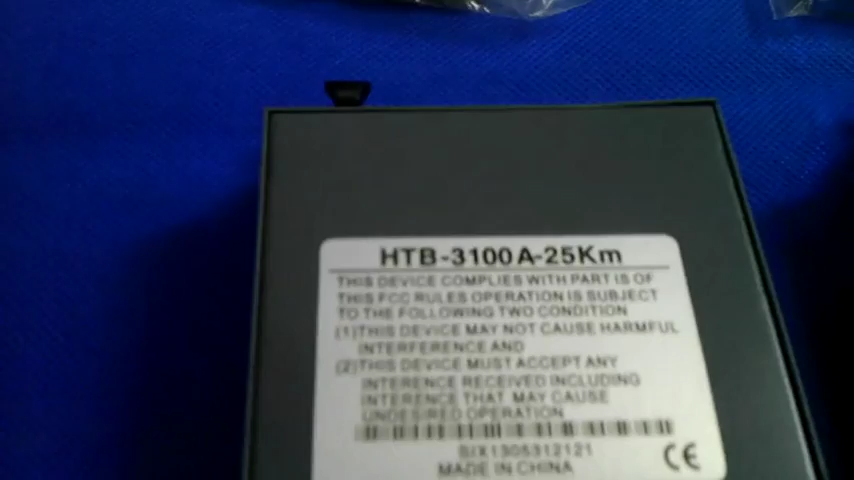 HTB-3100A-25Km
THIS DEVICE COMPLIES WITH PART IS OF
THIS FCC RULES OPERATION IS SUBJECT
TO THE FOLLOWING TWO CONDITION
(1)THIS DEVICE MAY NOT CAUSE HARMFUL
INTERFERENCE AND
(2)THIS DEVICE MUST ACCEPT ANY
INTERENCE RECEIVED INCLUDING
INTERENCE THAT MAY CAUSE
UNDESIRED OPERATION
SIX1305312121
CE
MADE IN CHINA